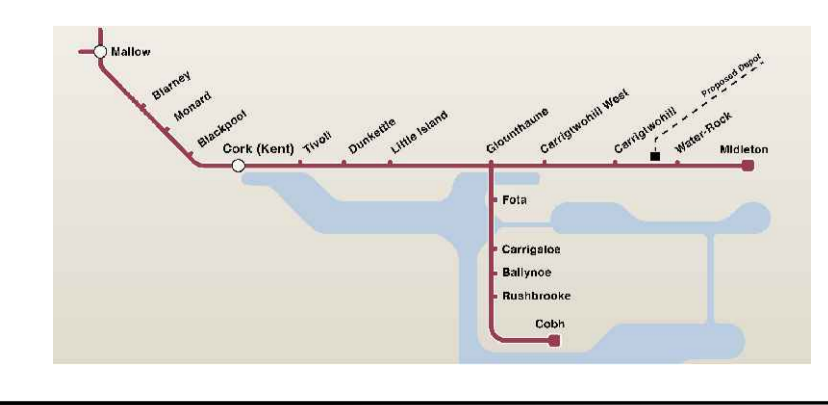 Mallow
Blarney
Monard
Blackpool
Cork (Kent)
Tivoli
Dunkettle
Little Island
Glounthaune
Carrigtwohill West
Carrigtwohill
Proposed Depot
Water-Rock
Midleton
Fota
Carrigaloe
Ballynoe
Rushbrooke
Cobh